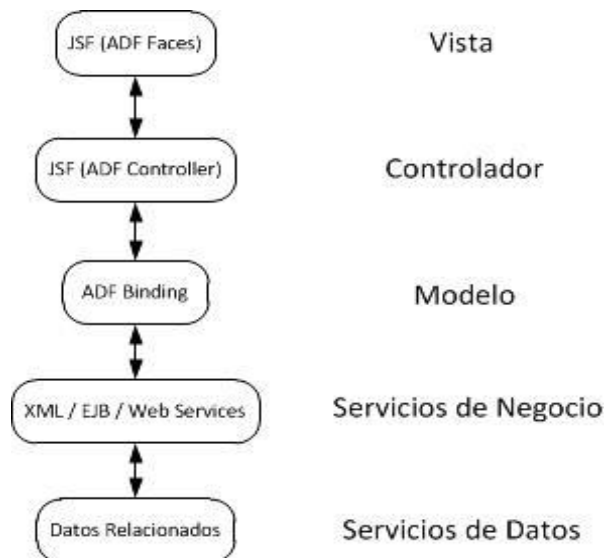 JSF (ADF Faces) Vista
JSF (ADF Controller) Controlador
ADF Binding Modelo
XML / EJB / Web Services Servicios de Negocio
Datos Relacionados Servicios de Datos